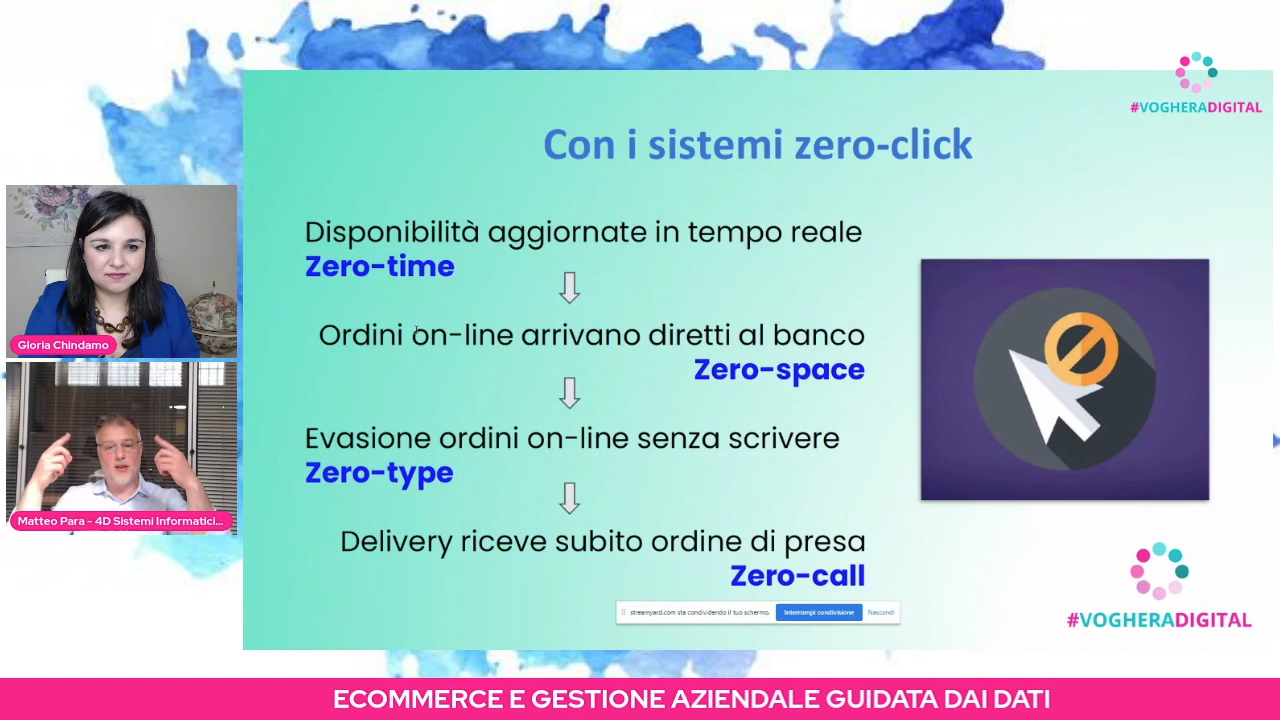 #VOGHERADIGITAL
Con i sistemi zero-click
Disponibilità aggiornate in tempo reale
Zero-time
Ordini on-line arrivano diretti al banco
Zero-space
Evasione ordini on-line senza scrivere
Zero-type
Delivery riceve subito ordine di presa
Zero-call
streamyard.com sta condividendo il tuo schermo. Interrompi condivisione Nascondi
Gloria Chindamo
Matteo Para - 4D Sistemi Informatici...
#VOGHERADIGITAL
ECOMMERCE E GESTIONE AZIENDALE GUIDATA DAI DATI